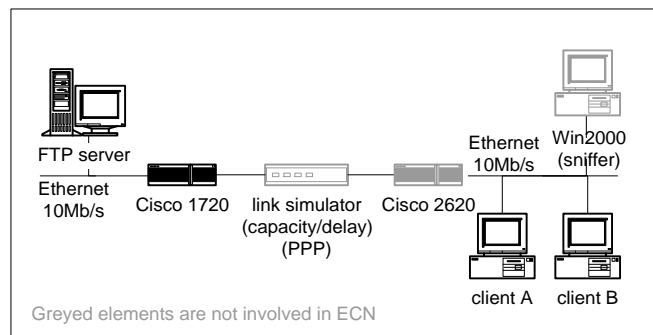 Win2000
(sniffer)
FTP server
Ethernet
10Mb/s
Cisco 1720
link simulator
(capacity/delay)
(PPP)
Cisco 2620
Ethernet
10Mb/s
client A
client B
Greyed elements are not involved in ECN